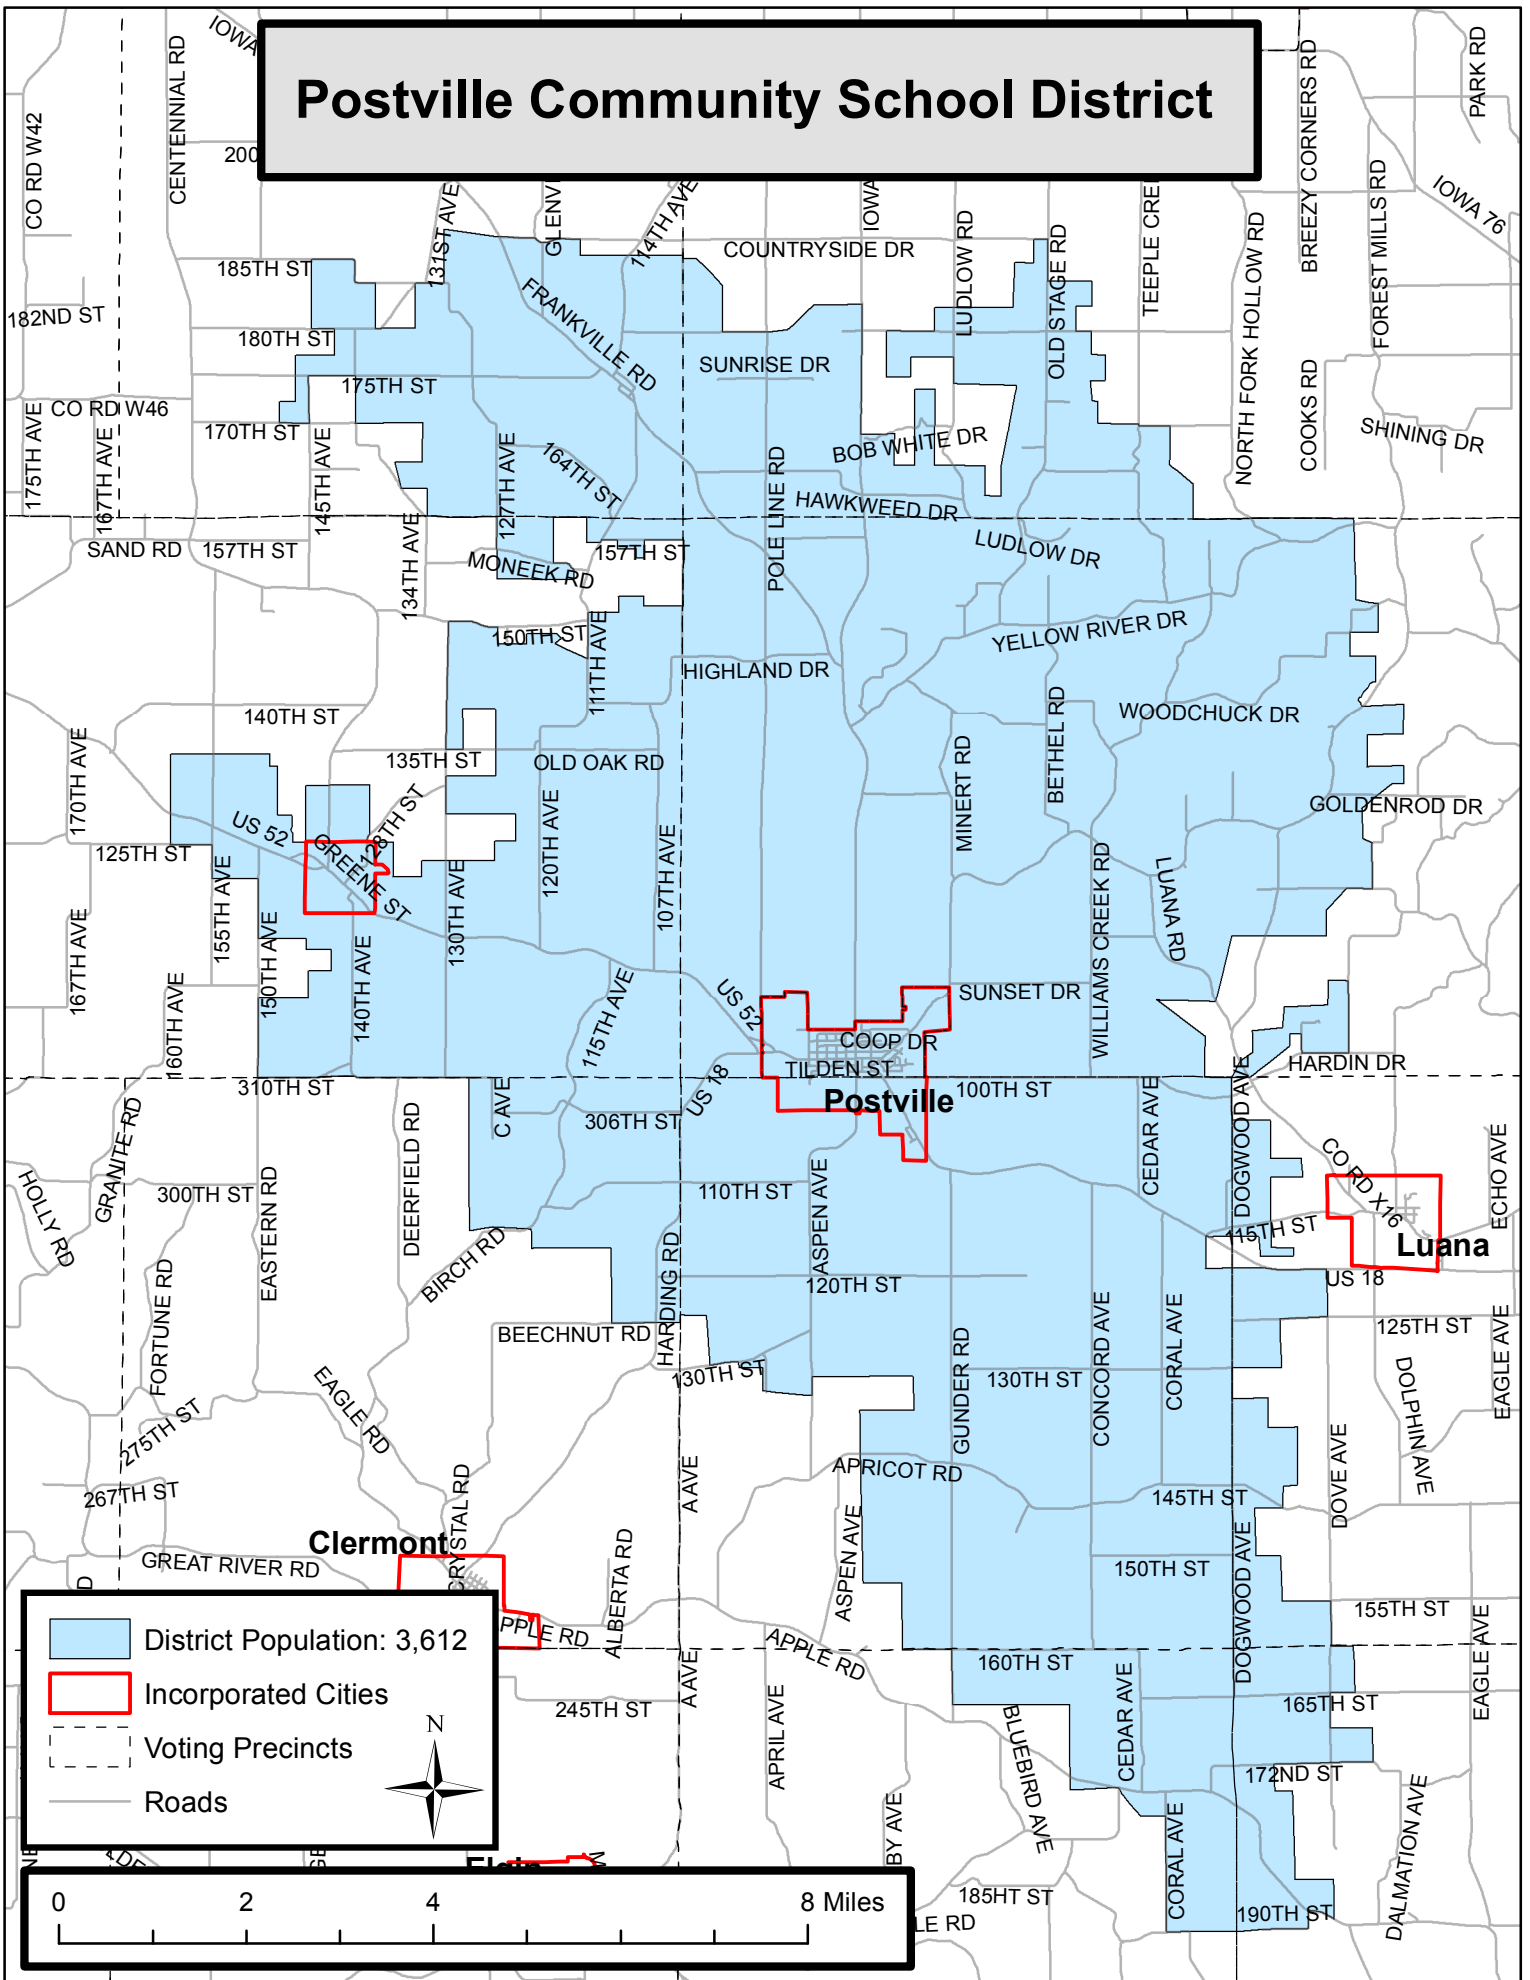 Postville Community School District
IOWA
CENTENNIAL RD
CO RD W42
200
BREEZY CORNERS RD
PARK RD
FOREST MILLS RD
IOWA 76
131ST AVE
GLENV
114TH AVE
IOWA
COUNTRYSIDE DR
LUDLOW RD
OLD STAGE RD
TEEPLE CRE
NORTH FORK HOLLOW RD
185TH ST
182ND ST
180TH ST
FRANKVILLE RD
SUNRISE DR
175TH ST
CO RD W46
170TH ST
175TH AVE
167TH AVE
145TH AVE
127TH AVE
164TH ST
POLE LINE RD
BOB WHITE DR
COOKS RD
SHINING DR
HAWKWEED DR
SAND RD
157TH ST
134TH AVE
MONEEK RD
157TH ST
LUDLOW DR
150TH ST
111TH AVE
HIGHLAND DR
YELLOW RIVER DR
140TH ST
WOODCHUCK DR
BETHEL RD
170TH AVE
135TH ST
OLD OAK RD
MINERT RD
GOLDENROD DR
US 52
128TH ST
GREENE ST
125TH ST
120TH AVE
107TH AVE
155TH AVE
150TH AVE
130TH AVE
WILLIAMS CREEK RD
LUANA RD
167TH AVE
160TH AVE
140TH AVE
115TH AVE
US 52
SUNSET DR
COOP DR
TILDEN ST
HARDIN DR
310TH ST
US 18
Postville
100TH ST
DOGWOOD AVE
C AVE
306TH ST
CEDAR AVE
GRANITE RD
DEERFIELD RD
HOLLY RD
300TH ST
EASTERN RD
110TH ST
ASPEN AVE
CO RD X16
ECHO AVE
115TH ST
Luana
BIRCH RD
FORTUNE RD
HARDING RD
120TH ST
US 18
BEECHNUT RD
125TH ST
EAGLE AVE
130TH ST
GUNDER RD
130TH ST
CONCORD AVE
CORAL AVE
DOLPHIN AVE
EAGLE RD
275TH ST
267TH ST
APRICOT RD
145TH ST
DOVE AVE
CRYSTAL RD
A AVE
Clermont
GREAT RIVER RD
ALBERTA RD
ASPEN AVE
150TH ST
DOGWOOD AVE
155TH ST
D
PPLE RD
APPLE RD
160TH ST
EAGLE AVE
District Population: 3,612
Incorporated Cities
Voting Precincts
Roads
N
245TH ST
A AVE
APRIL AVE
BLUEBIRD AVE
CEDAR AVE
165TH ST
172ND ST
DALMATION AVE
BY AVE
CORAL AVE
185HT ST
190TH ST
LE RD
Elgin
0 2 4 8 Miles